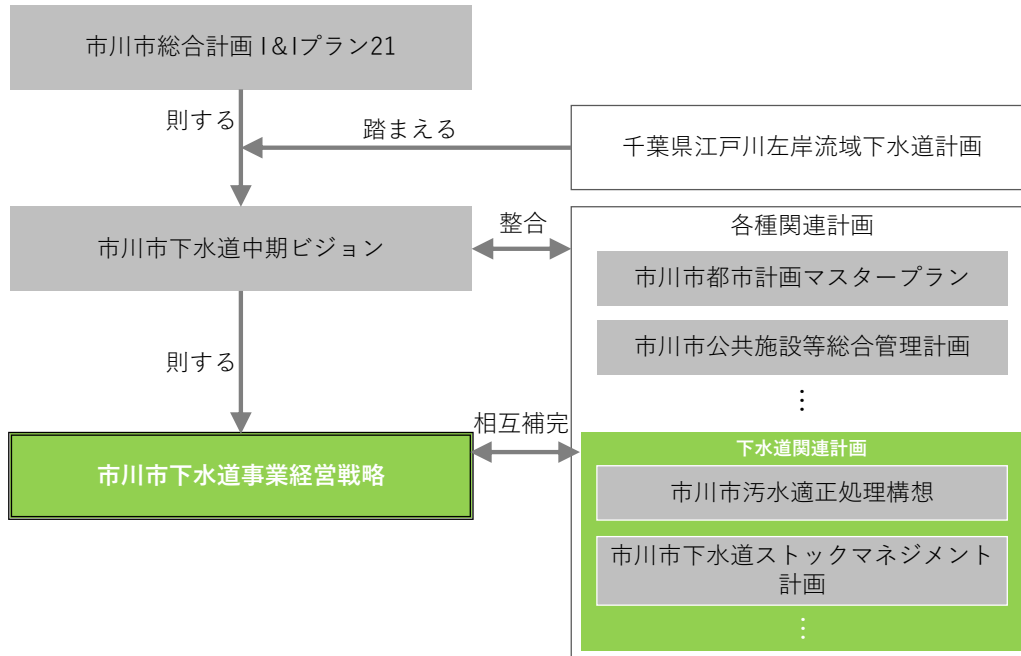 市川市総合計画 I&Iプラン21
則する
踏まえる
千葉県江戸川左岸流域下水道計画
市川市下水道中期ビジョン
整合
各種関連計画
市川市都市計画マスタープラン
市川市公共施設等総合管理計画
⋮
則する
相互補完
市川市下水道事業経営戦略
下水道関連計画
市川市汚水適正処理構想
市川市下水道ストックマネジメント
計画
⋮